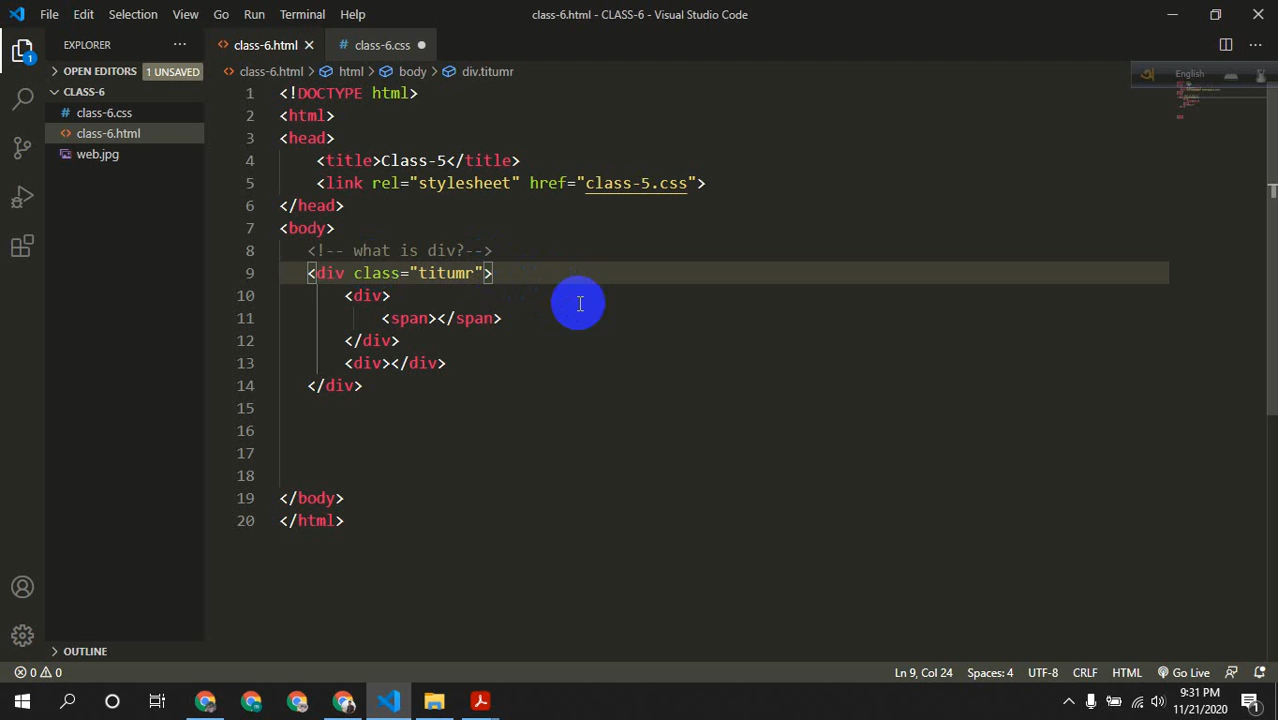 File Edit Selection View Go Run Terminal Help class-6.html - CLASS-6 - Visual Studio Code
EXPLORER
OPEN EDITORS 1 UNSAVED
CLASS-6
class-6.css
class-6.html
web.jpg
OUTLINE
class-6.html class-6.css
class-6.html > html > body > div.titumr
English
1 <!DOCTYPE html>
2 <html>
3 <head>
4 <title>Class-5</title>
5 <link rel="stylesheet" href="class-5.css">
6 </head>
7 <body>
8 <!-- what is div?-->
9 <div class="titumr">
10 <div>
11 <span></span>
12 </div>
13 <div></div>
14 </div>
15
16
17
18
19 </body>
20 </html>
0 0 Ln 9, Col 24 Spaces: 4 UTF-8 CRLF HTML Go Live
9:31 PM
11/21/2020